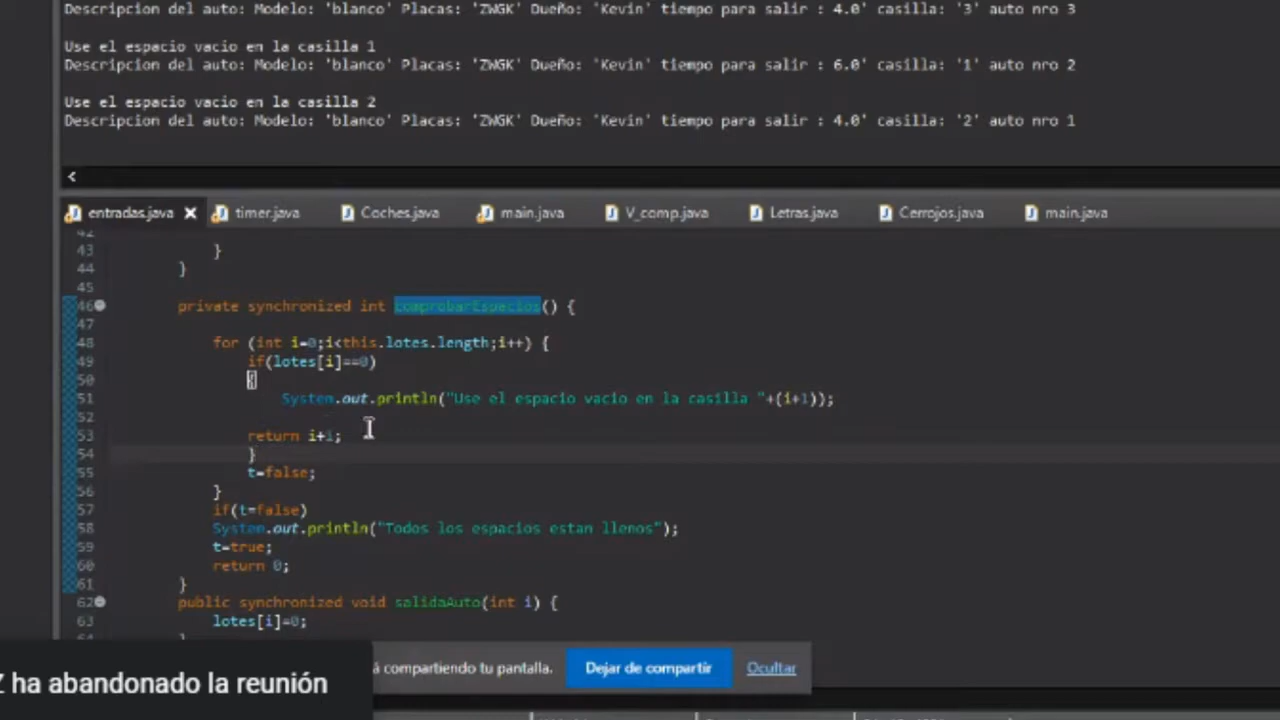 Descripcion del auto: Modelo: 'blanco' Placas: 'ZWGK' Dueño: 'Kevin' tiempo para salir : 4.0' casilla: '3' auto nro 3
Use el espacio vacio en la casilla 1
Descripcion del auto: Modelo: 'blanco' Placas: 'ZWGK' Dueño: 'Kevin' tiempo para salir : 6.0' casilla: '1' auto nro 2
Use el espacio vacio en la casilla 2
Descripcion del auto: Modelo: 'blanco' Placas: 'ZWGK' Dueño: 'Kevin' tiempo para salir : 4.0' casilla: '2' auto nro 1
entradas.java timer.java Coches.java main.java V_comp.java Letras.java Cerrojos.java main.java
42
43 }
44 }
45
46 private synchronized int comprobarEspacios() {
47
48 for (int i=0;i<this.lotes.length;i++) {
49 if(lotes[i]==0)
50 {
51 System.out.println("Use el espacio vacio en la casilla "+(i+1));
52
53 return i+1;
54 }
55 t=false;
56 }
57 if(t=false)
58 System.out.println("Todos los espacios estan llenos");
59 t=true;
60 return 0;
61 }
62 public synchronized void salidaAuto(int i) {
63 lotes[i]=0;
64 }
á compartiendo tu pantalla. Dejar de compartir Ocultar
Z ha abandonado la reunión